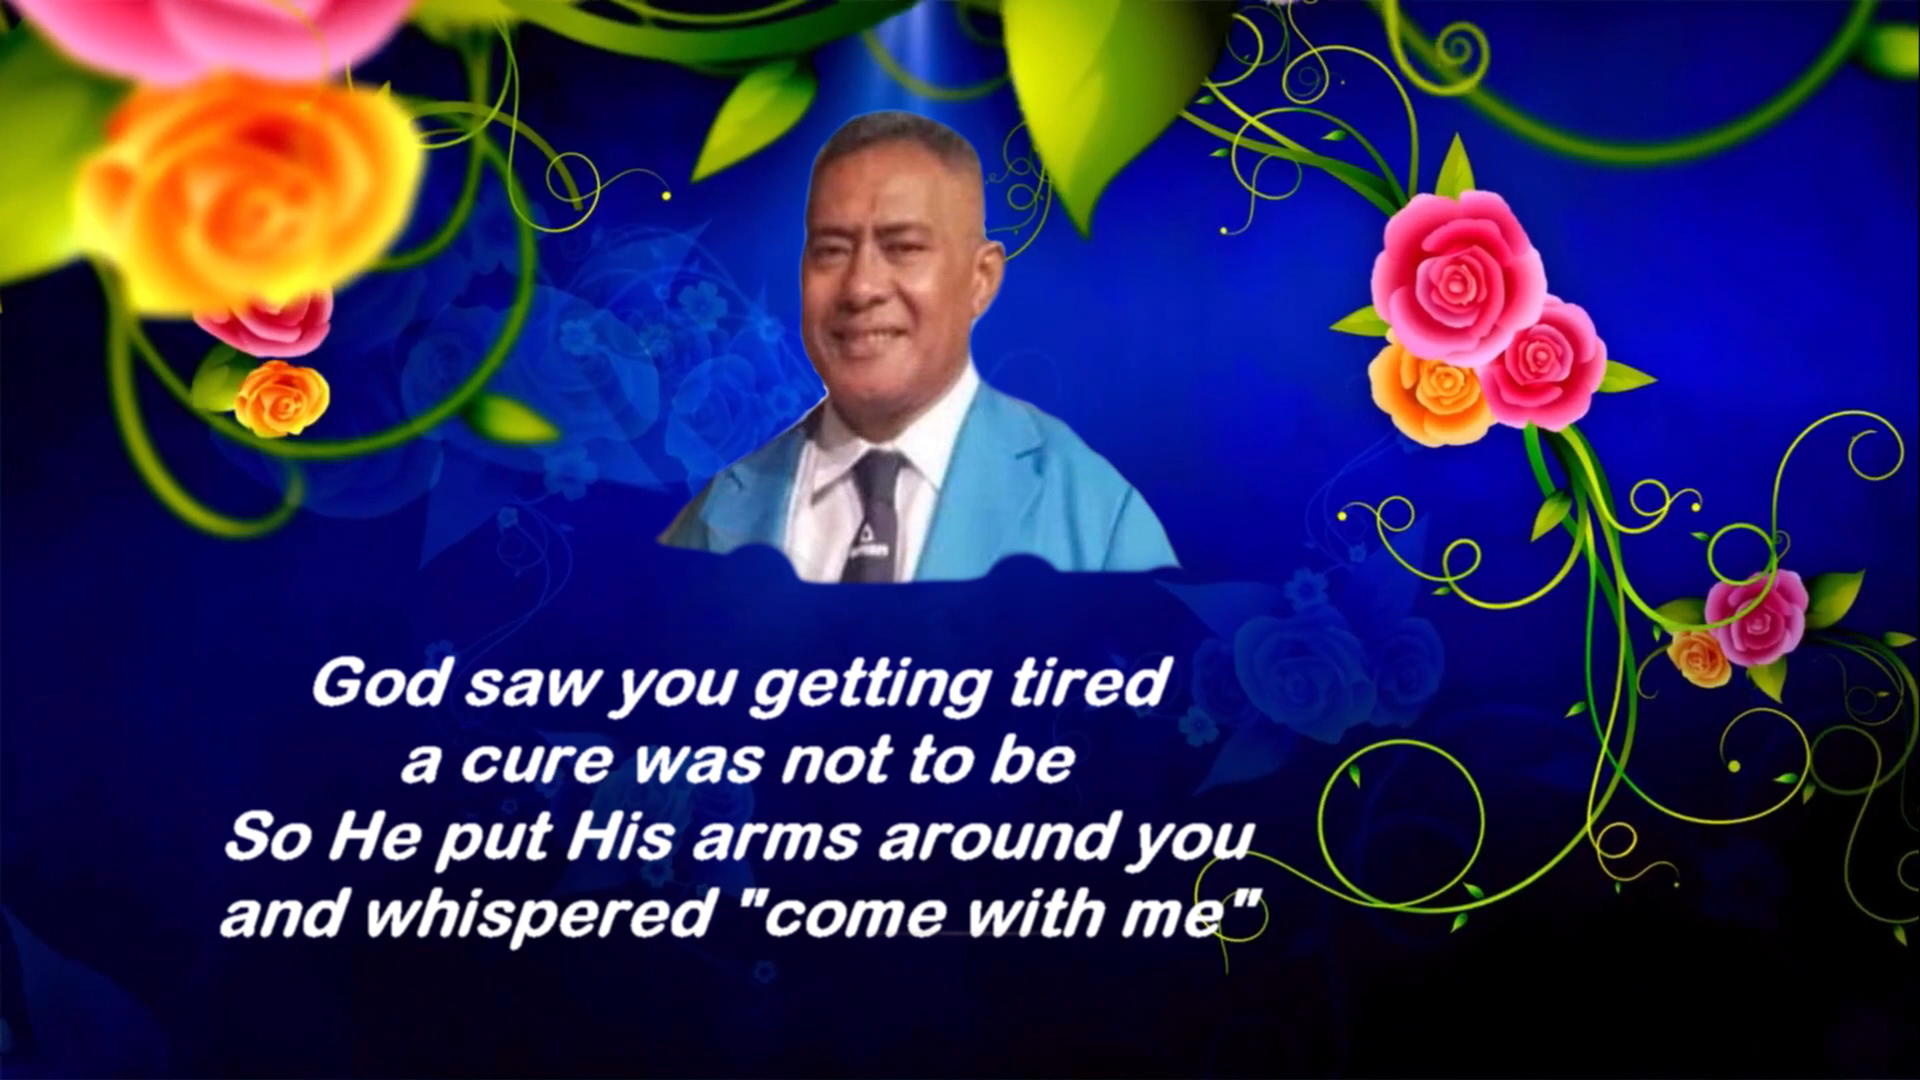 God saw you getting tired
a cure was not to be
So He put His arms around you
and whispered "come with me"